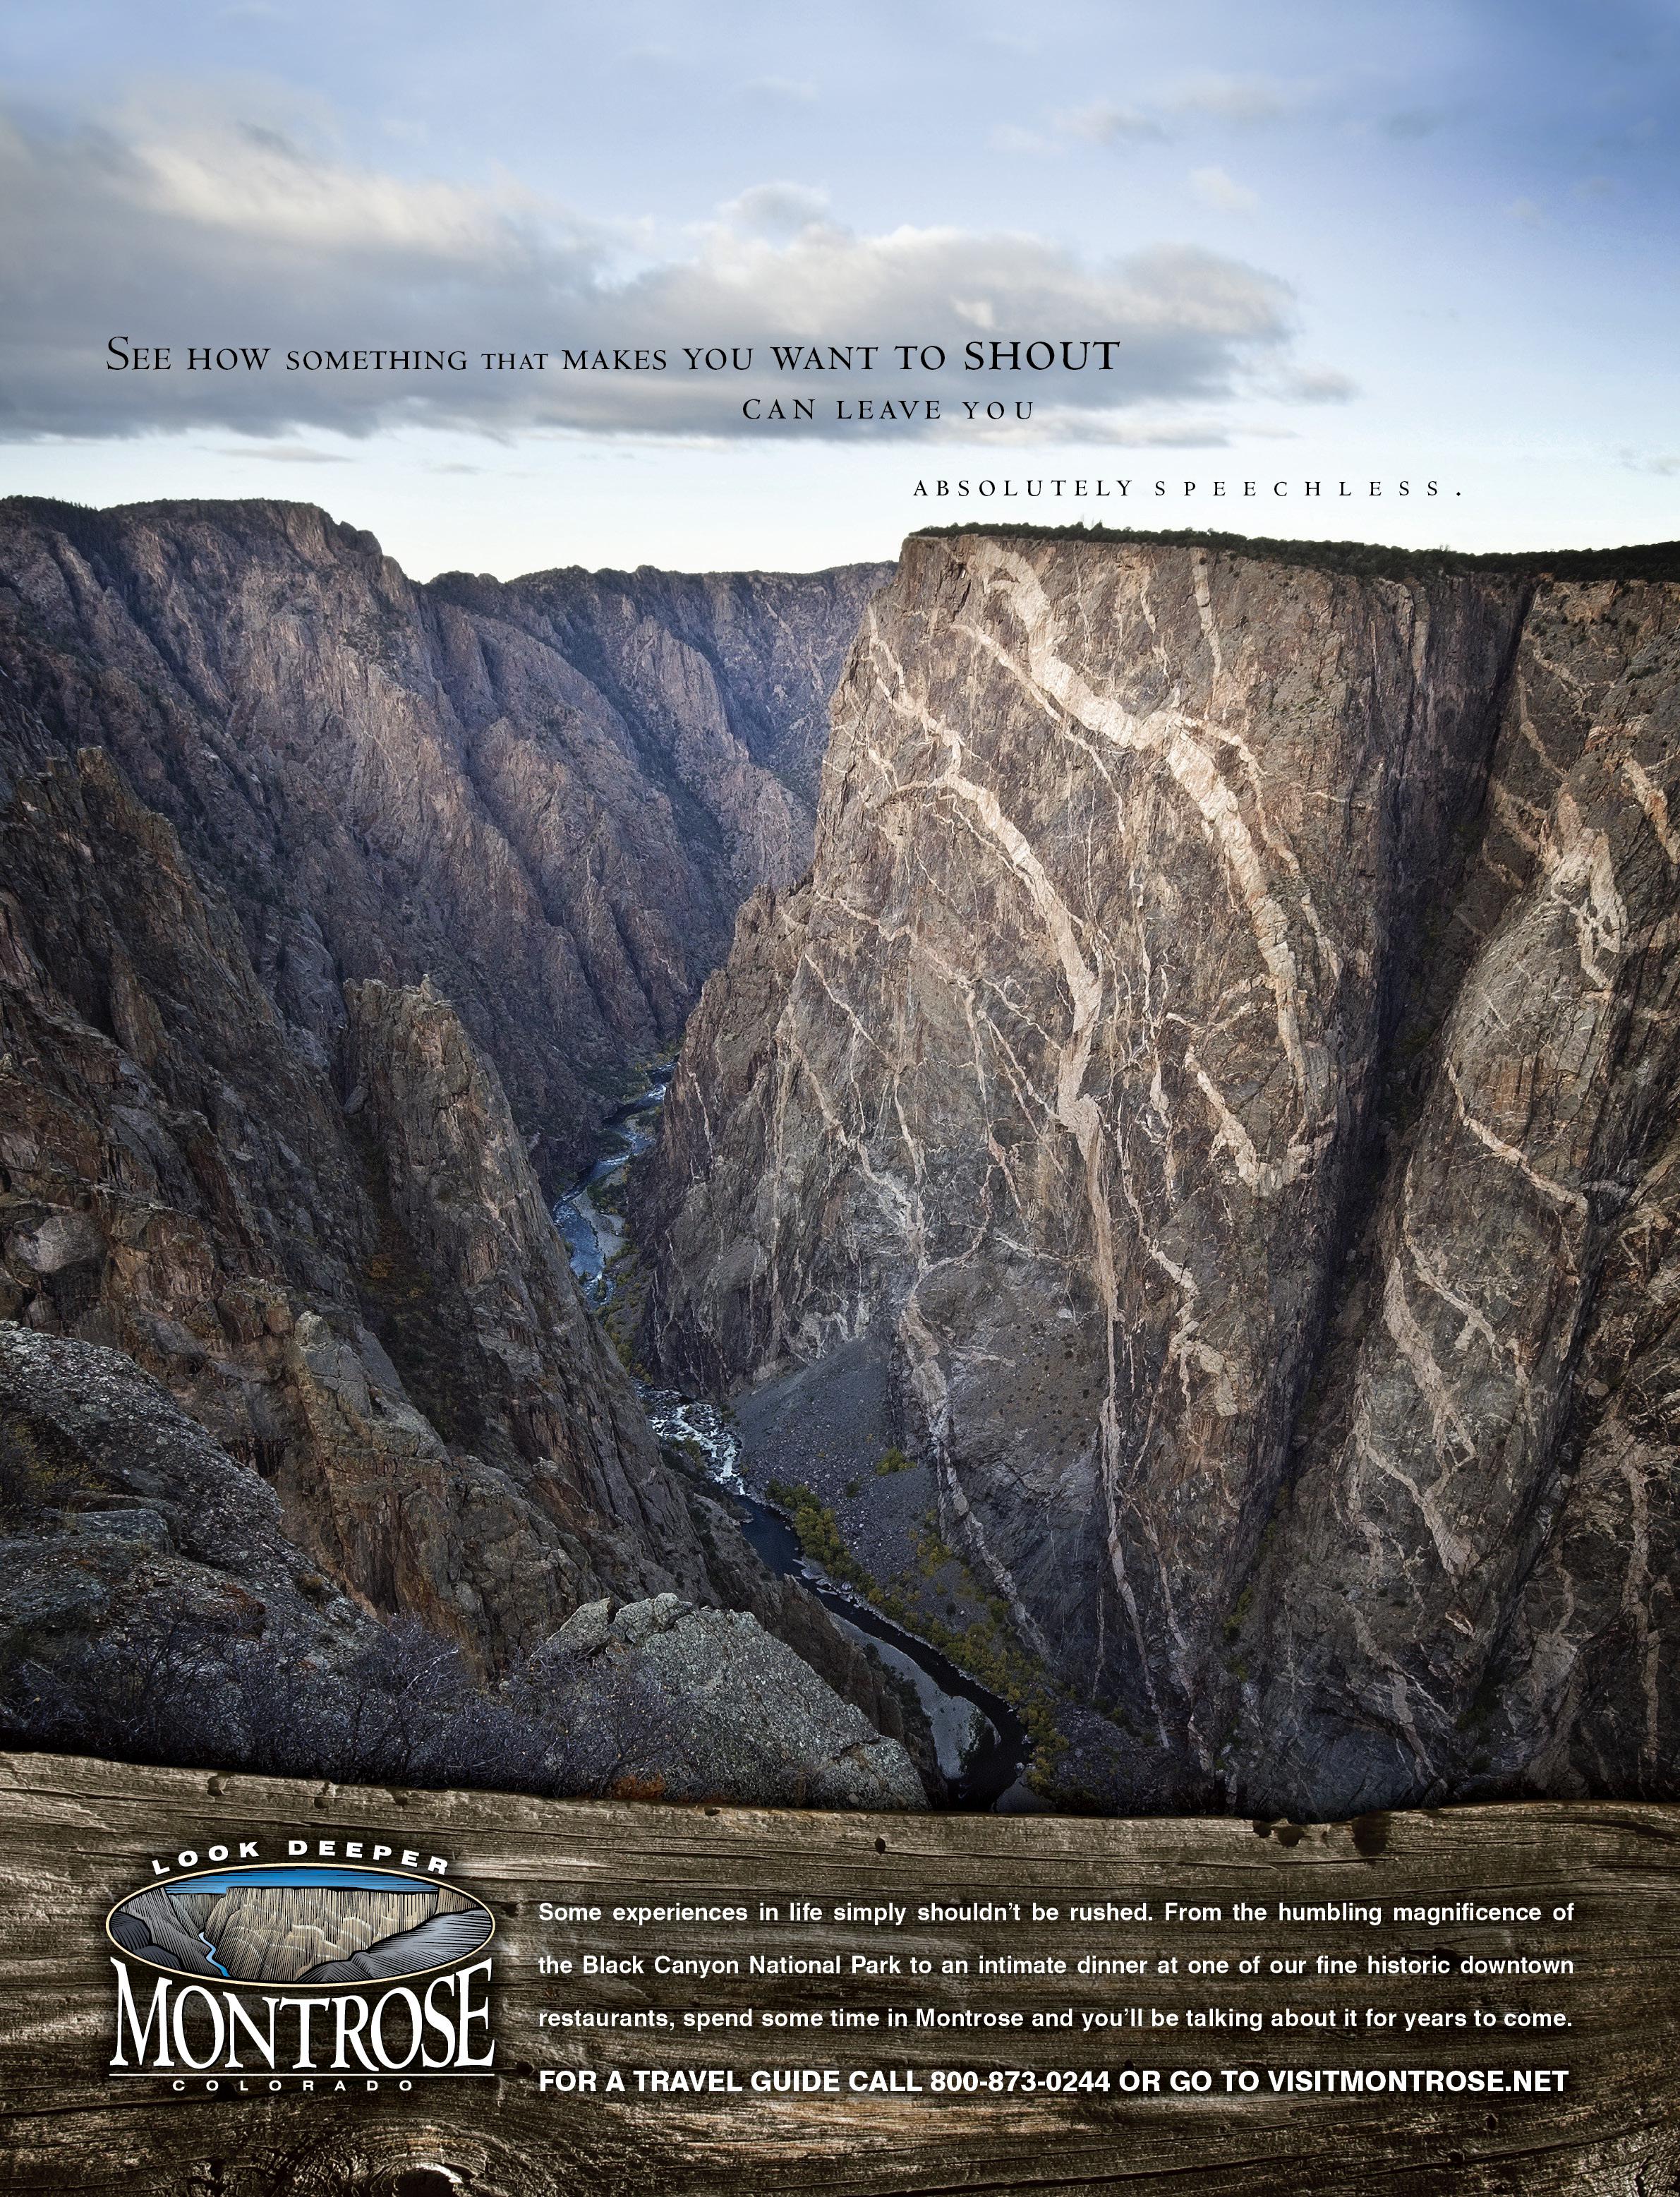 SEE HOW SOMETHING THAT MAKES YOU WANT TO SHOUT
CAN LEAVE YOU
ABSOLUTELY SPEECHLESS.
LOOK DEEPER
MONTROSE
COLORADO
Some experiences in life simply shouldn't be rushed. From the humbling magnificence of
the Black Canyon National Park to an intimate dinner at one of our fine historic downtown
restaurants, spend some time in Montrose and you'll be talking about it for years to come.
FOR A TRAVEL GUIDE CALL 800-873-0244 OR GO TO VISITMONTROSE.NET